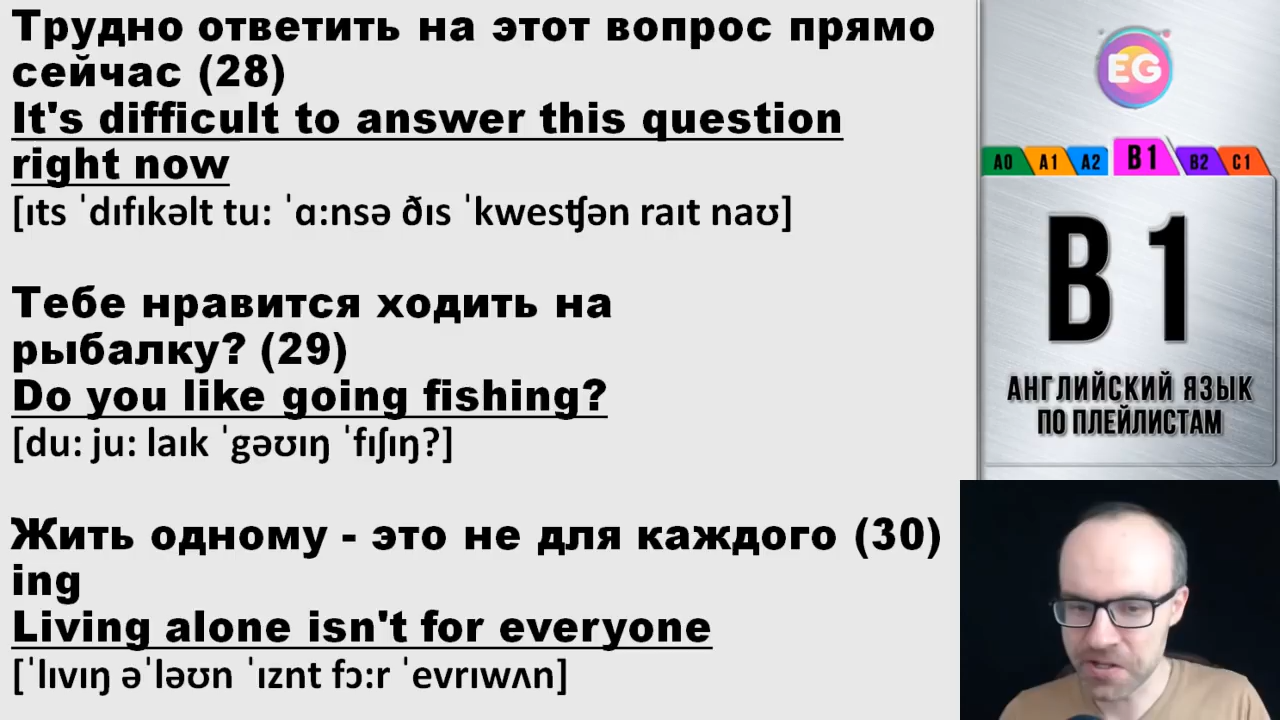 Трудно ответить на этот вопрос прямо
сейчас (28)
It's difficult to answer this question
right now
[ɪts ˈdɪfɪkəlt tuː ˈɑːnsə ðɪs ˈkwesʧən raɪt naʊ]
Тебе нравится ходить на
рыбалку? (29)
Do you like going fishing?
[duː juː laɪk ˈgəʊɪŋ ˈfɪʃɪŋ?]
Жить одному - это не для каждого (30)
ing
Living alone isn't for everyone
[ˈlɪvɪŋ əˈləʊn ˈɪznt fɔːr ˈevrɪwʌn]
EG
A0 A1 A2 B1 B2 C1
B1
АНГЛИЙСКИЙ ЯЗЫК
ПО ПЛЕЙЛИСТАМ